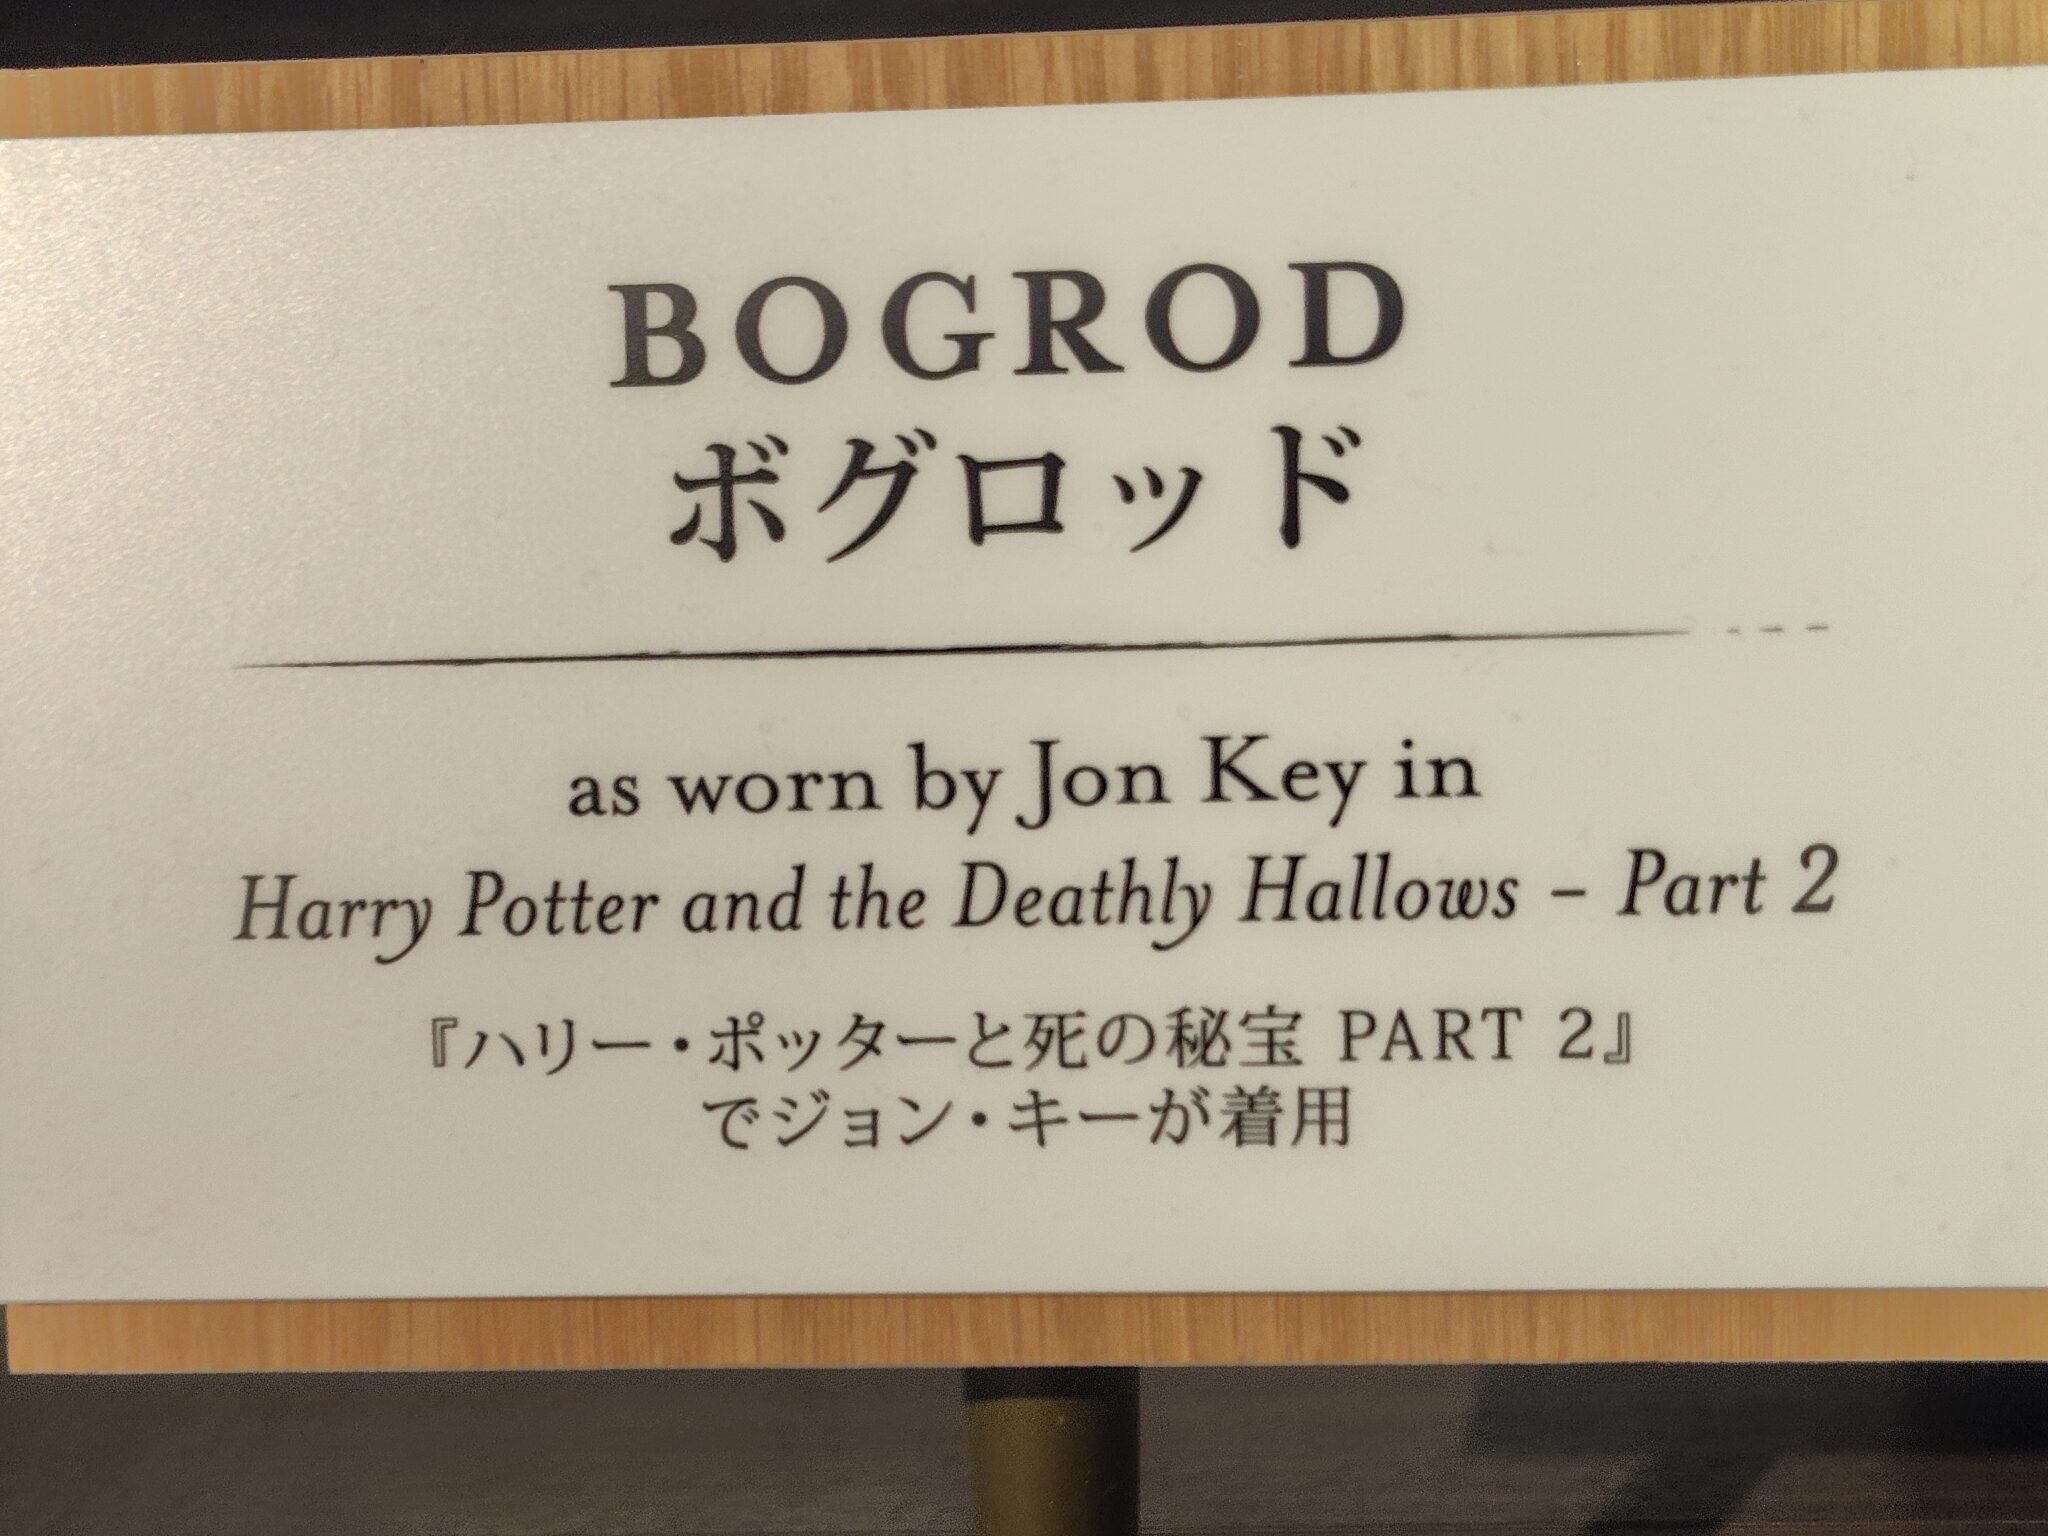 BOGROD
ボグロッド
as worn by Jon Key in
Harry Potter and the Deathly Hallows – Part 2
『ハリー・ポッターと死の秘宝 PART 2』
でジョン・キーが着用